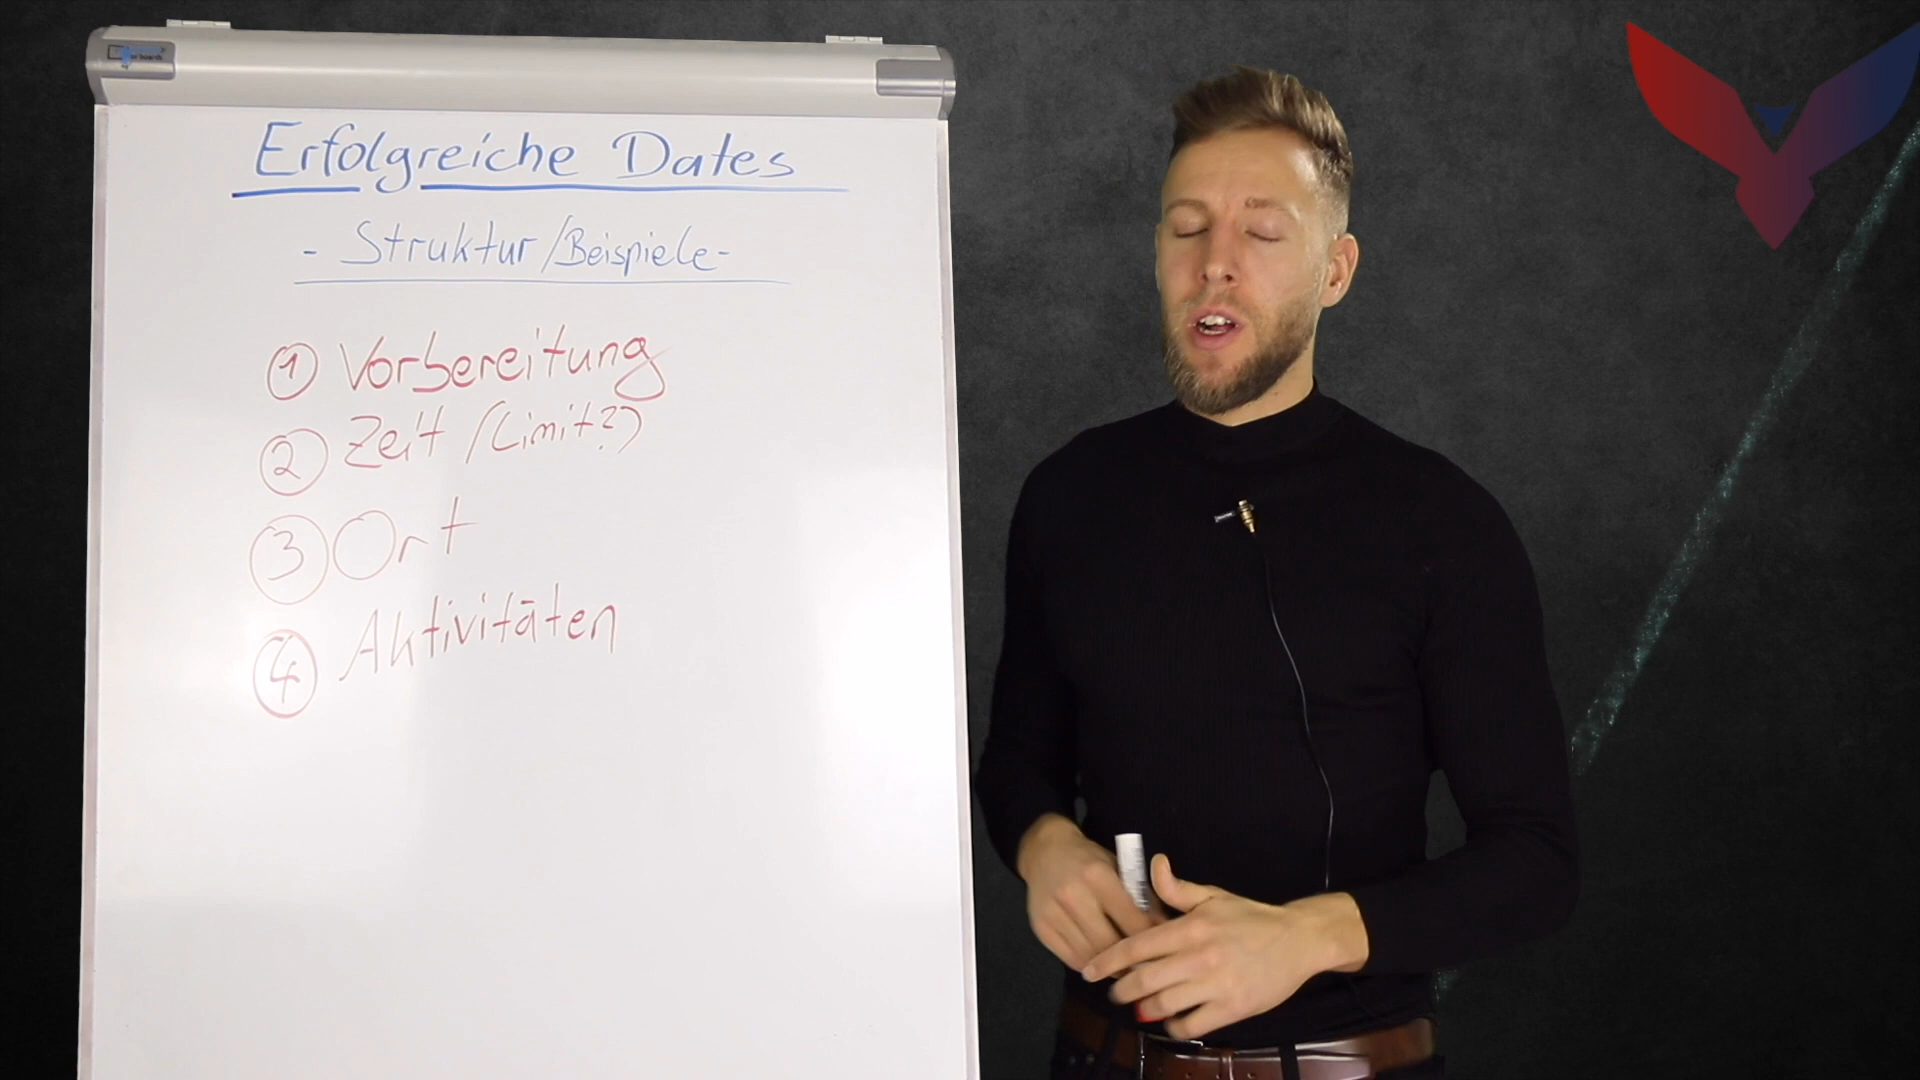 Erfolgreiche Dates
- Struktur/Beispiele -
① Vorbereitung
② Zeit /(Limit?)
③ Ort
④ Aktivitäten